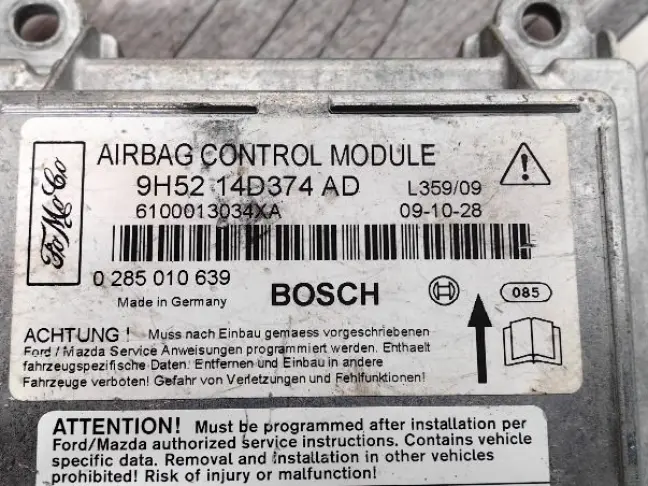 FoMoCo
AIRBAG CONTROL MODULE
9H52 14D374 AD L359/09
6100013034XA 09-10-28
0 285 010 639
Made in Germany
BOSCH
085
ACHTUNG ! Muss nach Einbau gemaess vorgeschriebenen
Ford / Mazda Service Anweisungen programmiert werden. Enthaelt
fahrzeugspezifische Daten. Entfernen und Einbau in andere
Fahrzeuge verboten! Gefahr von Verletzungen und Fehlfunktionen!
ATTENTION! Must be programmed after installation per
Ford/Mazda authorized service instructions. Contains vehicle
specific data. Removal and installation in other vehicles
prohibited! Risk of injury or malfunction!